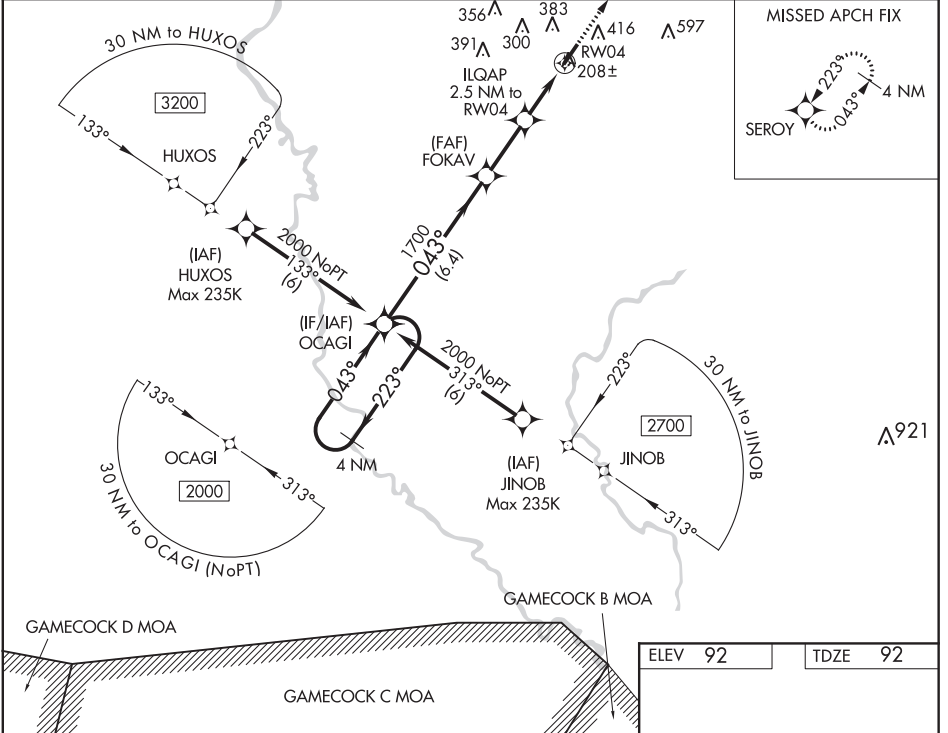 356
383
416
597
391
300
RW04
208±
ILQAP
2.5 NM to
RW04
MISSED APCH FIX
223°
043°
4 NM
SEROY
30 NM to HUXOS
3200
133°
223°
HUXOS
(FAF)
FOKAV
(IAF)
HUXOS
Max 235K
2000 NoPT
133°
(6)
1700
043°
(6.4)
(IF/IAF)
OCAGI
043°
223°
4 NM
2000 NoPT
313°
(6)
(IAF)
JINOB
Max 235K
223°
30 NM to JINOB
2700
JINOB
313°
921
133°
OCAGI
2000
313°
30 NM to OCAGI (NoPT)
GAMECOCK D MOA
GAMECOCK B MOA
GAMECOCK C MOA
ELEV 92
TDZE 92